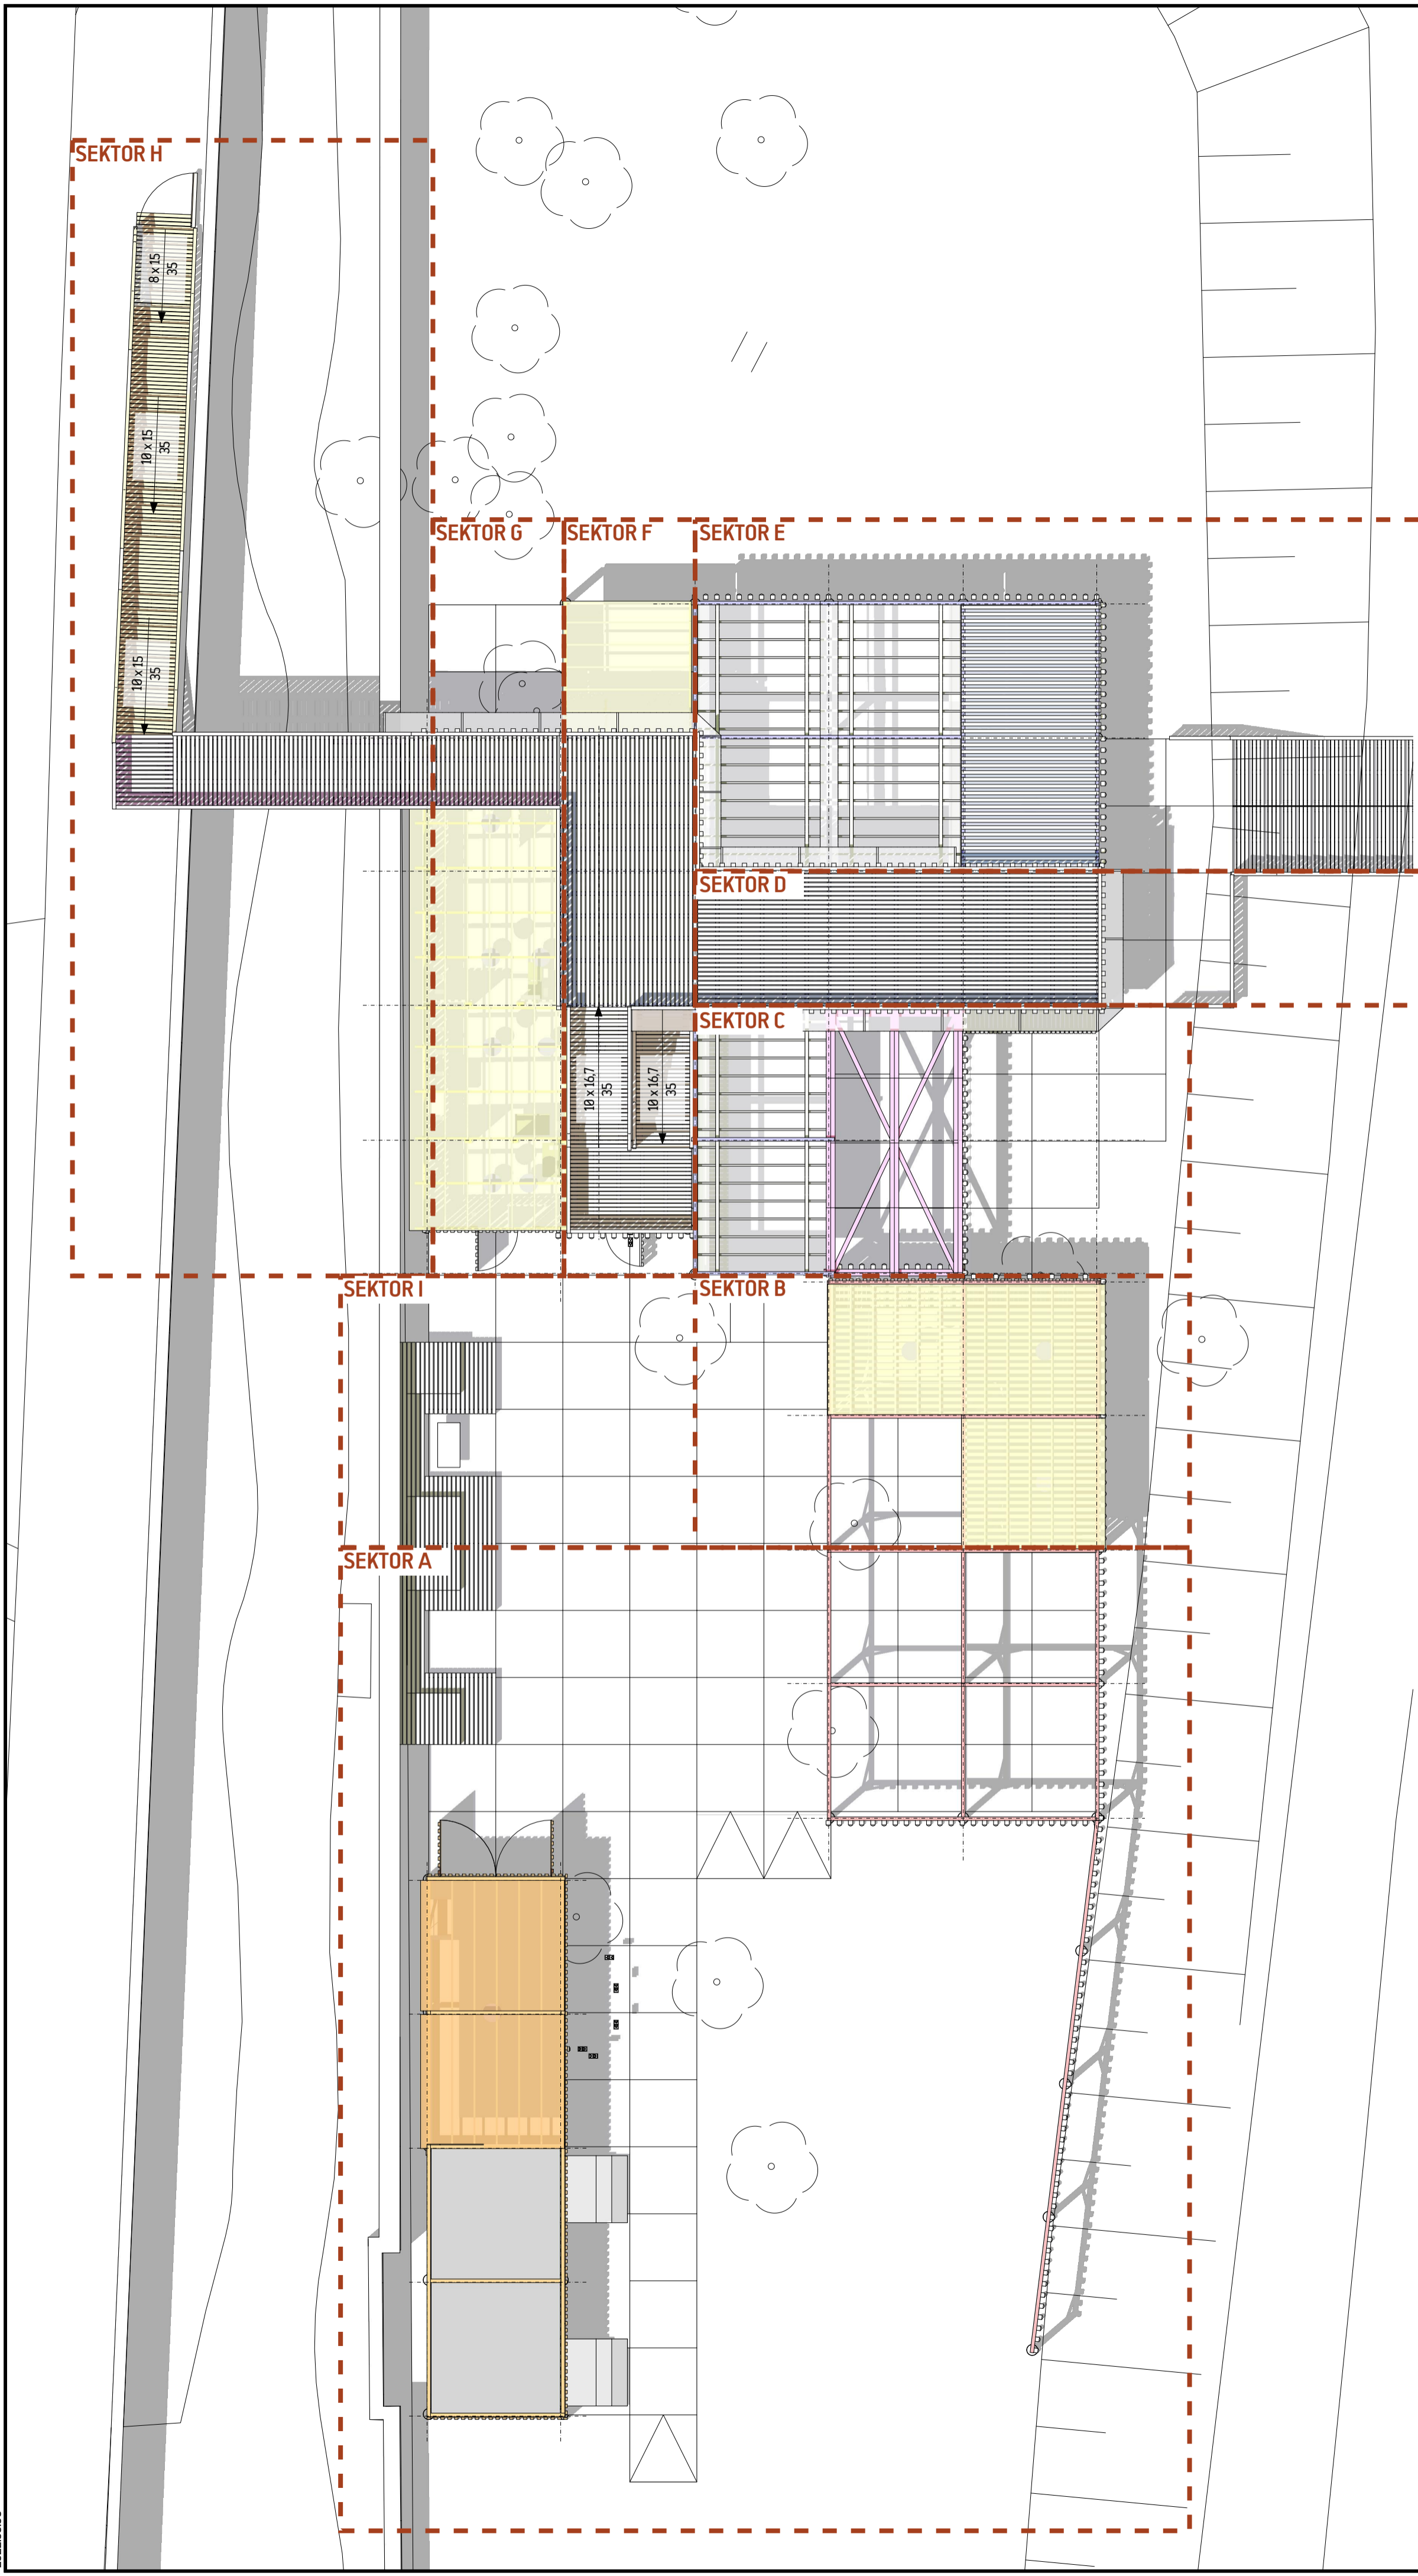 SEKTOR H
8 x 15
35
10 x 15
35
SEKTOR G
SEKTOR F
SEKTOR E
10 x 15
35
SEKTOR D
SEKTOR C
10 x 16,7
35
10 x 16,7
35
SEKTOR I
SEKTOR B
SEKTOR A